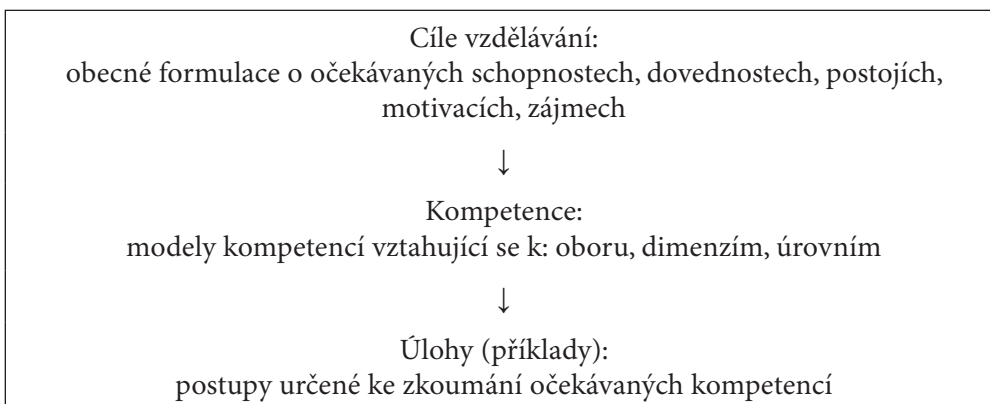 Cíle vzdělávání:
obecné formulace o očekávaných schopnostech, dovednostech, postojích,
motivacích, zájmech
↓
Kompetence:
modely kompetencí vztahující se k: oboru, dimenzím, úrovním
↓
Úlohy (příklady):
postupy určené ke zkoumání očekávaných kompetencí